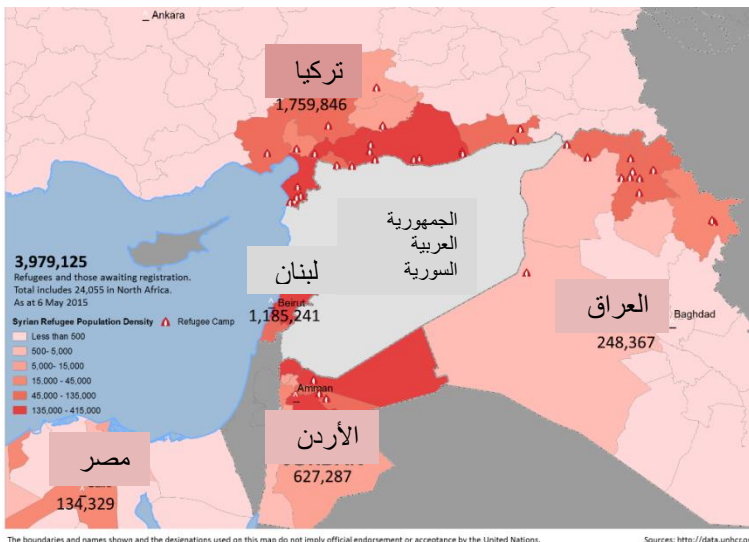 Ankara
تركيا
1,759,846
الجمهورية
العربية
السورية
3,979,125
Refugees and those awaiting registration.
Total includes 24,055 in North Africa.
As at 6 May 2015
لبنان
Beirut
1,185,241
العراق
Baghdad
248,367
Syrian Refugee Population Density
Refugee Camp
Less than 500
500- 5,000
5,000- 15,000
15,000 - 45,000
45,000 - 135,000
135,000 - 415,000
Amman
الأردن
627,287
مصر
134,329
The boundaries and names shown and the designations used on this map do not imply official endorsement or acceptance by the United Nations.
Sources: http://data.unhcr.or